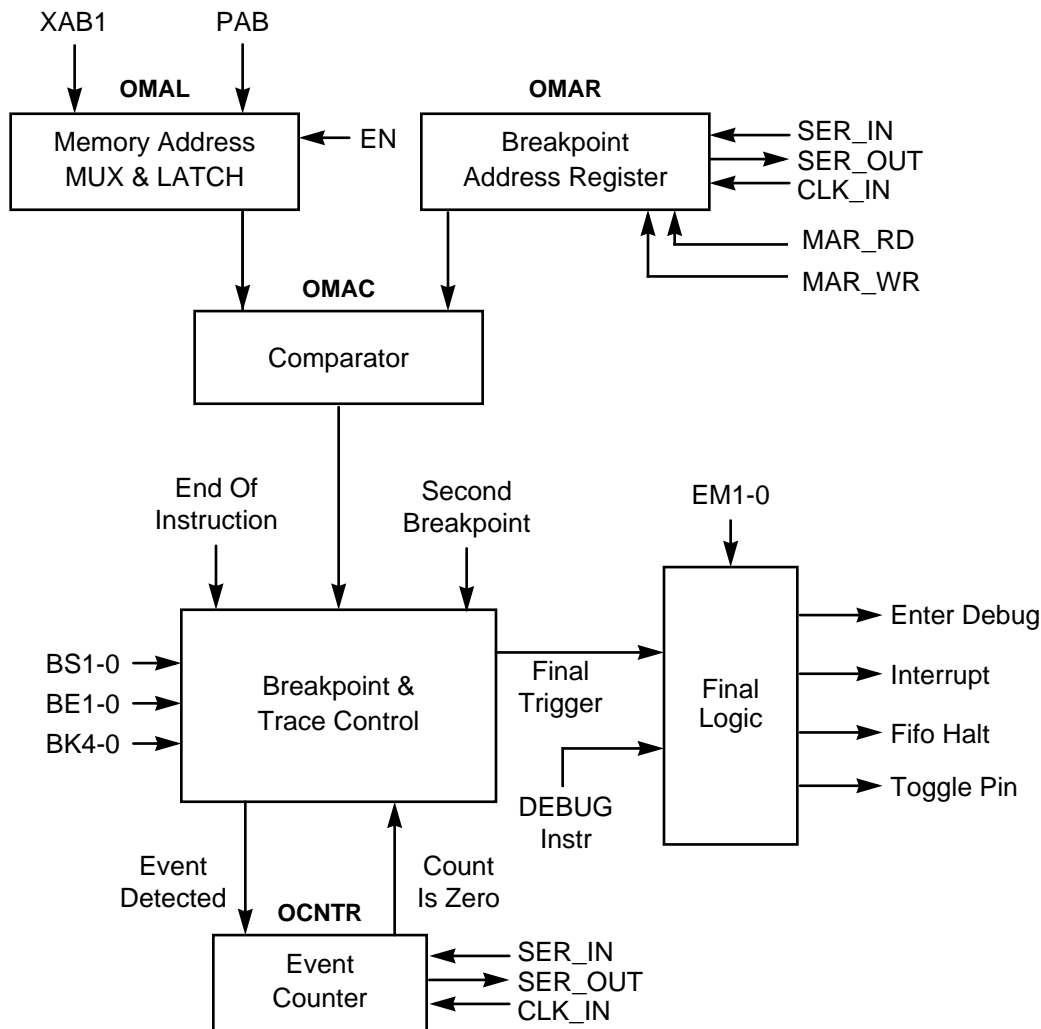 XAB1
PAB
OMAL
OMAR
Memory Address
MUX & LATCH
EN
Breakpoint
Address Register
SER_IN
SER_OUT
CLK_IN
MAR_RD
MAR_WR
OMAC
Comparator
End Of
Instruction
Second
Breakpoint
EM1-0
BS1-0
BE1-0
BK4-0
Breakpoint &
Trace Control
Final
Trigger
Final
Logic
Enter Debug
Interrupt
Fifo Halt
Toggle Pin
DEBUG
Instr
Event
Detected
Count
Is Zero
OCNTR
Event
Counter
SER_IN
SER_OUT
CLK_IN